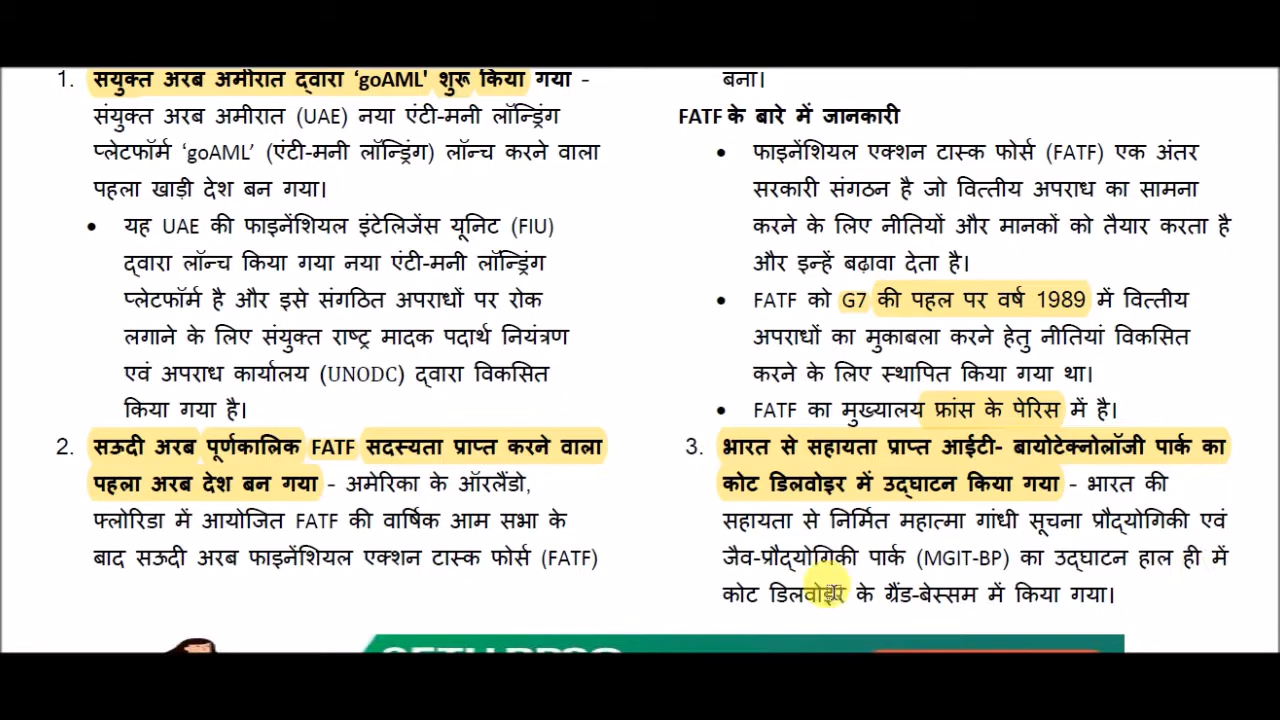 1. संयुक्त अरब अमीरात द्वारा ‘goAML' शुरू किया गया -
संयुक्त अरब अमीरात (UAE) नया एंटी-मनी लॉन्ड्रिंग
प्लेटफॉर्म ‘goAML’ (एंटी-मनी लॉन्ड्रिंग) लॉन्च करने वाला
पहला खाड़ी देश बन गया।
• यह UAE की फाइनेंशियल इंटेलिजेंस यूनिट (FIU)
द्वारा लॉन्च किया गया नया एंटी-मनी लॉन्ड्रिंग
प्लेटफॉर्म है और इसे संगठित अपराधों पर रोक
लगाने के लिए संयुक्त राष्ट्र मादक पदार्थ नियंत्रण
एवं अपराध कार्यालय (UNODC) द्वारा विकसित
किया गया है।
2. सऊदी अरब पूर्णकालिक FATF सदस्यता प्राप्त करने वाला
पहला अरब देश बन गया - अमेरिका के ऑरलैंडो,
फ्लोरिडा में आयोजित FATF की वार्षिक आम सभा के
बाद सऊदी अरब फाइनेंशियल एक्शन टास्क फोर्स (FATF)
बना।
FATF के बारे में जानकारी
• फाइनेंशियल एक्शन टास्क फोर्स (FATF) एक अंतर
सरकारी संगठन है जो वित्तीय अपराध का सामना
करने के लिए नीतियों और मानकों को तैयार करता है
और इन्हें बढ़ावा देता है।
• FATF को G7 की पहल पर वर्ष 1989 में वित्तीय
अपराधों का मुकाबला करने हेतु नीतियां विकसित
करने के लिए स्थापित किया गया था।
• FATF का मुख्यालय फ्रांस के पेरिस में है।
3. भारत से सहायता प्राप्त आईटी- बायोटेक्नोलॉजी पार्क का
कोट डिलवोइर में उद्घाटन किया गया - भारत की
सहायता से निर्मित महात्मा गांधी सूचना प्रौद्योगिकी एवं
जैव-प्रौद्योगिकी पार्क (MGIT-BP) का उद्घाटन हाल ही में
कोट डिलवोइर के ग्रैंड-बेस्सम में किया गया।